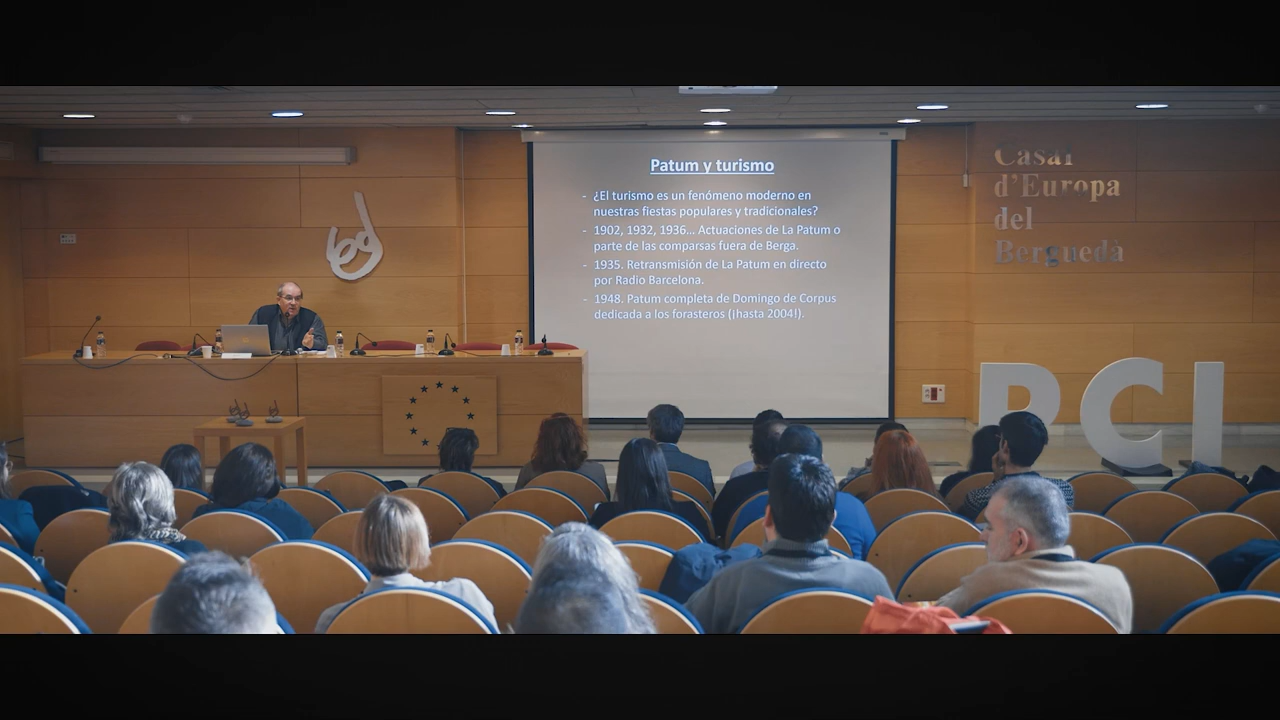 Patum y turismo
- ¿El turismo es un fenómeno moderno en
nuestras fiestas populares y tradicionales?
- 1902, 1932, 1936... Actuaciones de La Patum o
parte de las comparsas fuera de Berga.
- 1935. Retransmisión de La Patum en directo
por Radio Barcelona.
- 1948. Patum completa de Domingo de Corpus
dedicada a los forasteros (¡hasta 2004!).
Casal
d'Europa
del
Berguedà
PCI